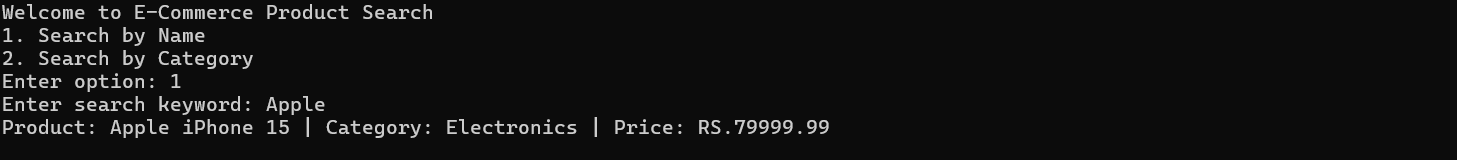 Welcome to E-Commerce Product Search
1. Search by Name
2. Search by Category
Enter option: 1
Enter search keyword: Apple
Product: Apple iPhone 15 | Category: Electronics | Price: RS.79999.99